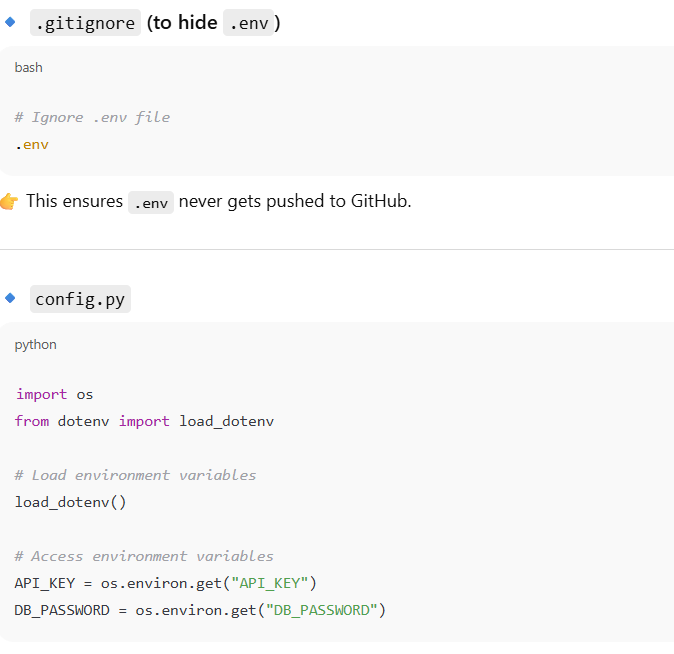 .gitignore (to hide .env)
bash
# Ignore .env file
.env
👉 This ensures .env never gets pushed to GitHub.
config.py
python
import os
from dotenv import load_dotenv
# Load environment variables
load_dotenv()
# Access environment variables
API_KEY = os.environ.get("API_KEY")
DB_PASSWORD = os.environ.get("DB_PASSWORD")